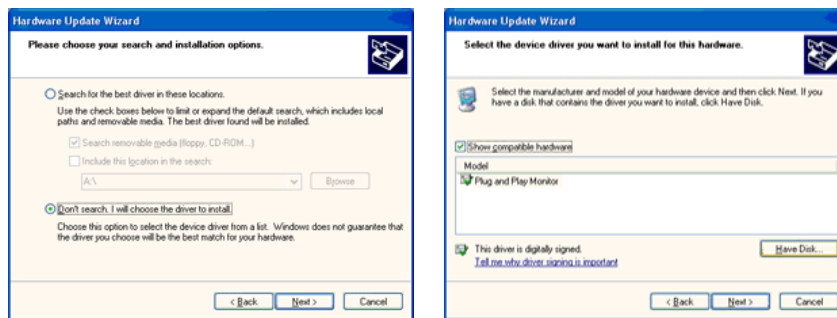 Hardware Update Wizard
Please choose your search and installation options.
Search for the best driver in these locations.
Use the check boxes below to limit or expand the default search, which includes local
paths and removable media. The best driver found will be installed.
Search removable media (floppy, CD-ROM...)
Include this location in the search:
A:\
Browse
Don't search. I will choose the driver to install.
Choose this option to select the device driver from a list. Windows does not guarantee that
the driver you choose will be the best match for your hardware.
< Back
Next >
Cancel
Hardware Update Wizard
Select the device driver you want to install for this hardware.
Select the manufacturer and model of your hardware device and then click Next. If you
have a disk that contains the driver you want to install, click Have Disk.
Show compatible hardware
Model
Plug and Play Monitor
This driver is digitally signed.
Tell me why driver signing is important
Have Disk...
< Back
Next >
Cancel